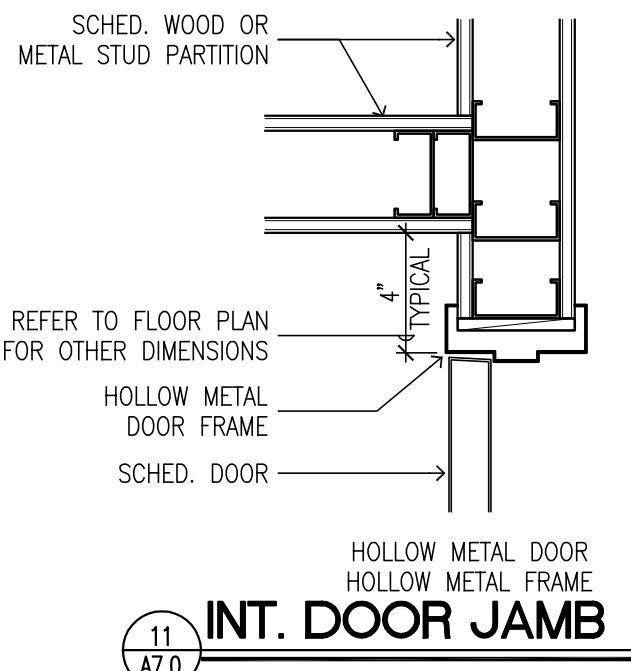 SCHED. WOOD OR
METAL STUD PARTITION
4"
TYPICAL
REFER TO FLOOR PLAN
FOR OTHER DIMENSIONS
HOLLOW METAL
DOOR FRAME
SCHED. DOOR
HOLLOW METAL DOOR
HOLLOW METAL FRAME
11
A7.0
INT. DOOR JAMB